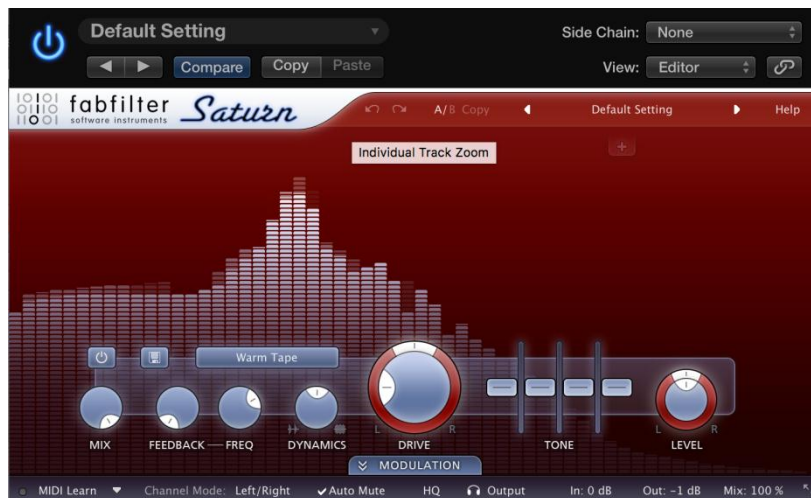 Default Setting
Side Chain: None
Compare Copy Paste
View: Editor
fabfilter
software instruments
Saturn
A/B Copy
Default Setting
Help
Individual Track Zoom
+
Warm Tape
L R
L R
MIX FEEDBACK FREQ DYNAMICS DRIVE TONE LEVEL
MODULATION
MIDI Learn Channel Mode: Left/Right Auto Mute HQ Output In: 0 dB Out: -1 dB Mix: 100 %